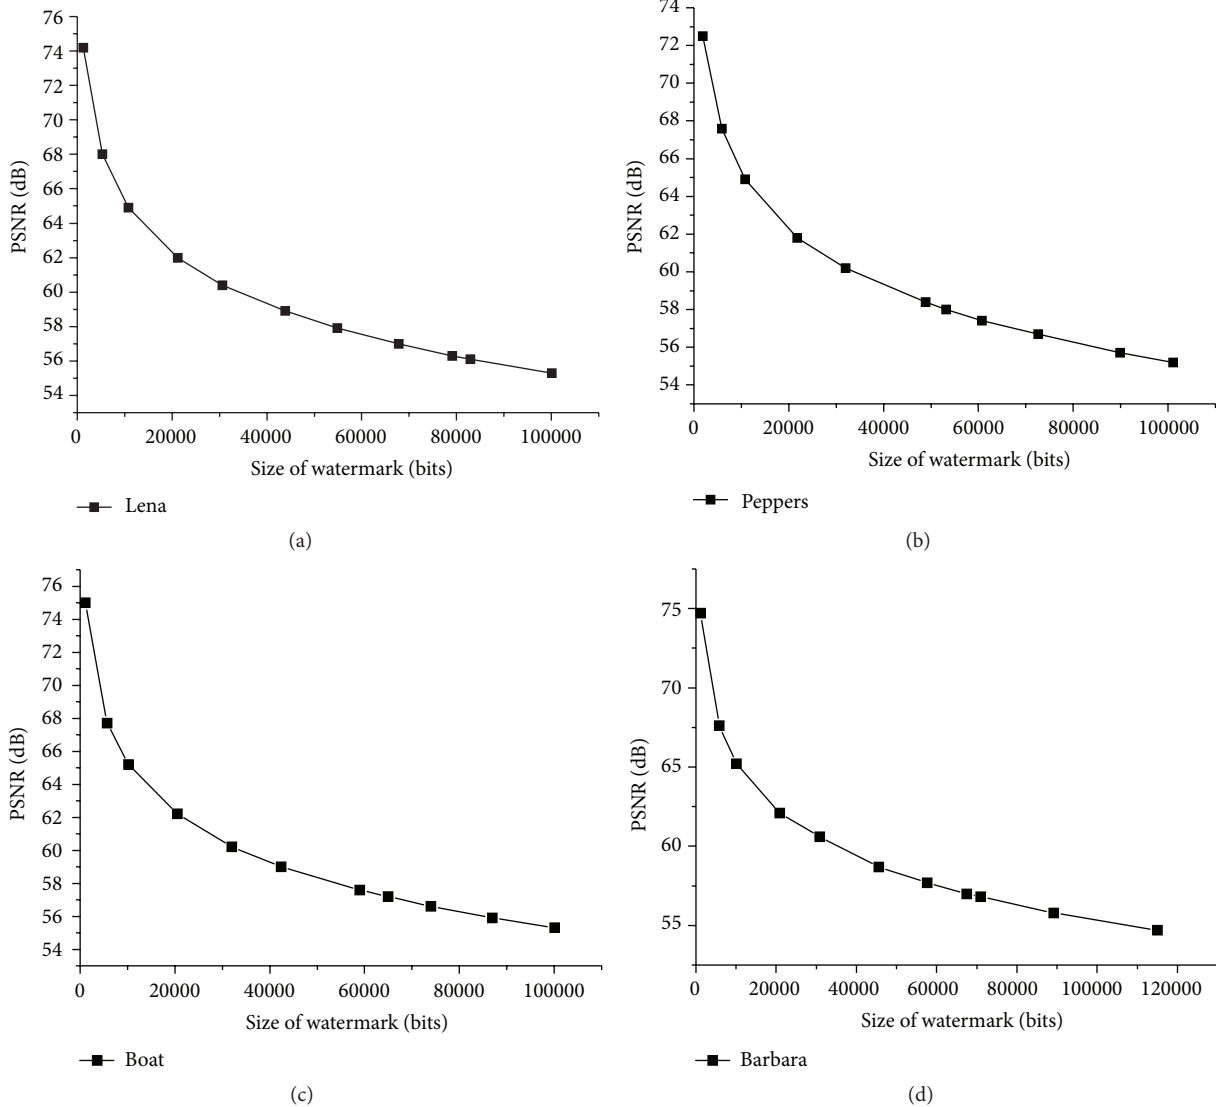 76
74
72
70
68
66
64
62
60
58
56
54
PSNR (dB)
0 20000 40000 60000 80000 100000
Size of watermark (bits)
Lena
(a)
74
72
70
68
66
64
62
60
58
56
54
PSNR (dB)
0 20000 40000 60000 80000 100000
Size of watermark (bits)
Peppers
(b)
76
74
72
70
68
66
64
62
60
58
56
54
PSNR (dB)
0 20000 40000 60000 80000 100000
Size of watermark (bits)
Boat
(c)
75
70
65
60
55
PSNR (dB)
0 20000 40000 60000 80000 100000 120000
Size of watermark (bits)
Barbara
(d)